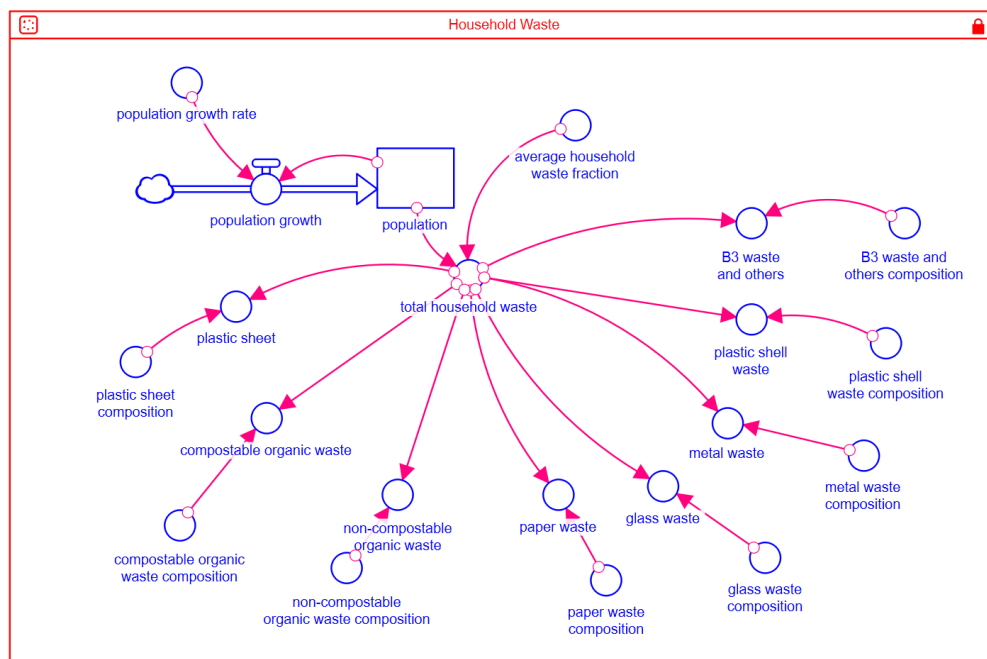 Household Waste
population growth rate
average household
waste fraction
population growth
population
B3 waste
and others
B3 waste and
others composition
total household waste
plastic sheet
plastic shell
waste
plastic shell
waste composition
plastic sheet
composition
compostable organic waste
metal waste
metal waste
composition
non-compostable
organic waste
paper waste
glass waste
compostable organic
waste composition
non-compostable
organic waste composition
paper waste
composition
glass waste
composition